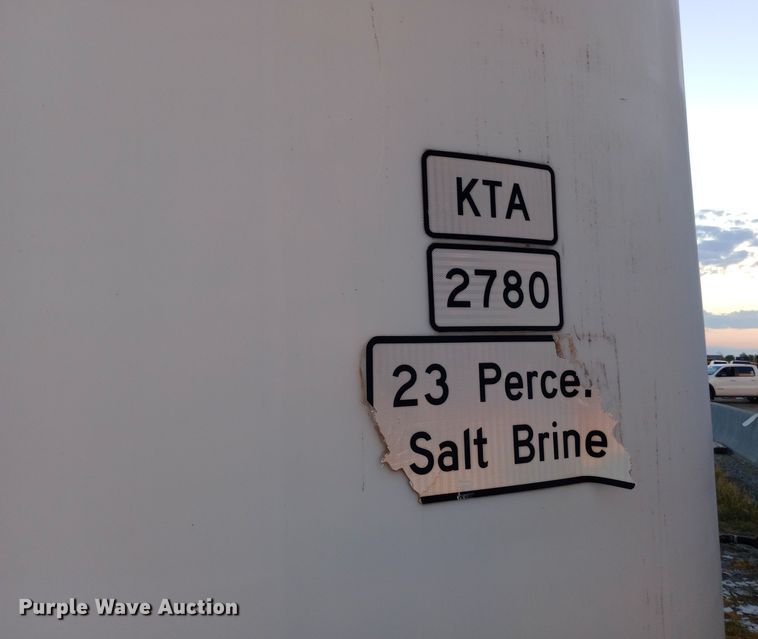 KTA
2780
23 Perce
Salt Brine
Purple Wave Auction